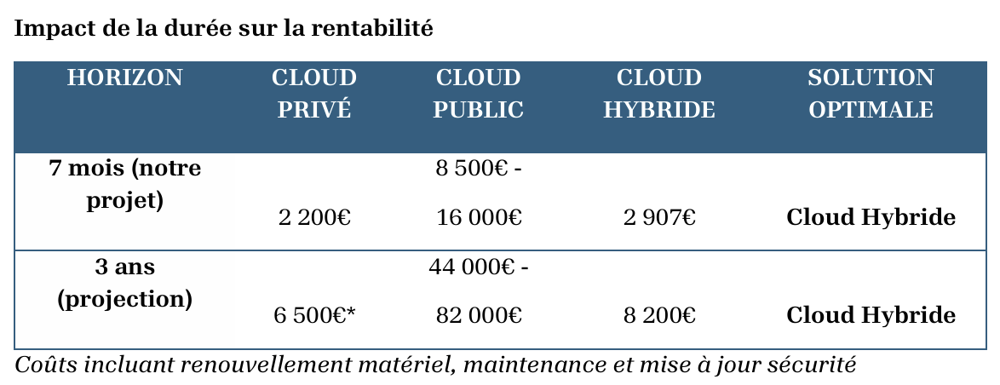 Impact de la durée sur la rentabilité
HORIZON
CLOUD
PRIVÉ
CLOUD
PUBLIC
CLOUD
HYBRIDE
SOLUTION
OPTIMALE
7 mois (notre
projet)
2 200€
8 500€ -
16 000€
2 907€
Cloud Hybride
3 ans
(projection)
6 500€*
44 000€ -
82 000€
8 200€
Cloud Hybride
Coûts incluant renouvellement matériel, maintenance et mise à jour sécurité